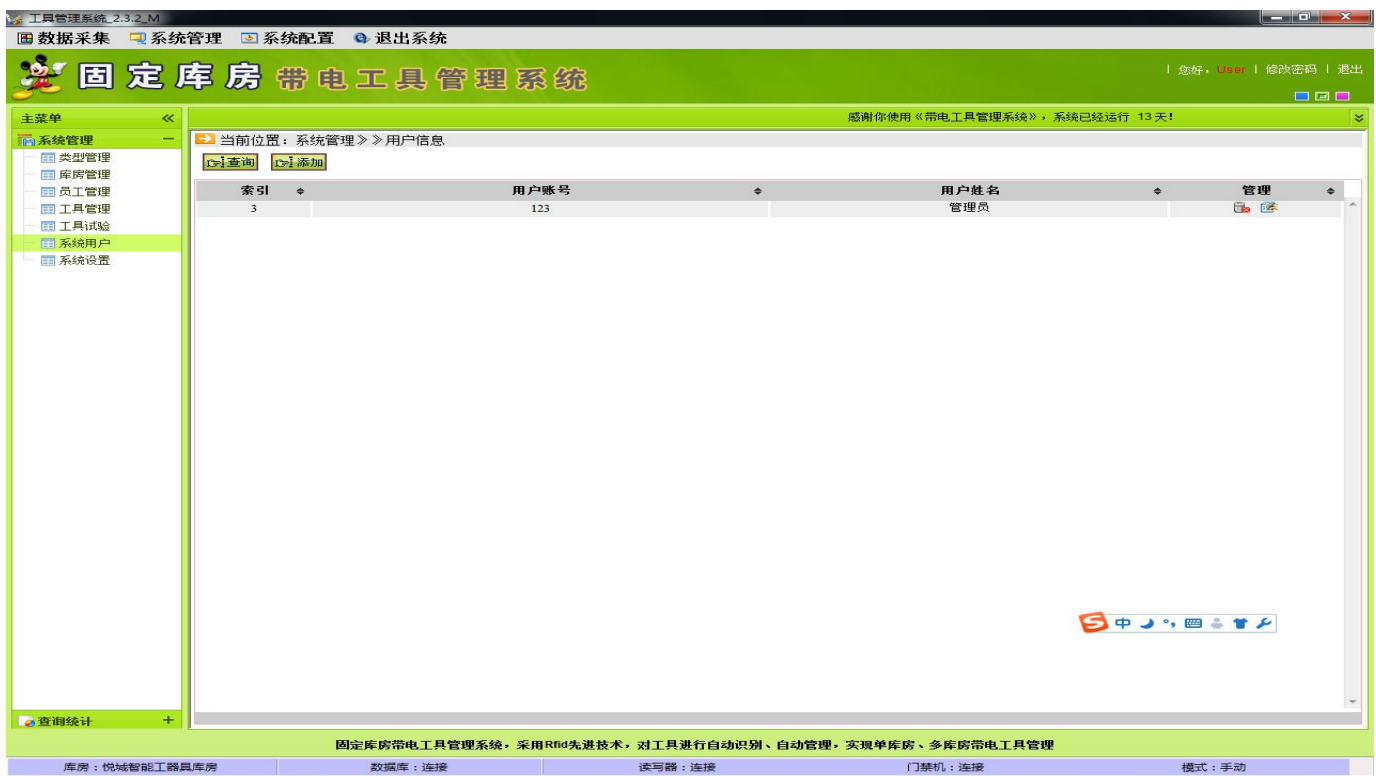 工具管理系统_2.3.2_M
数据采集 系统管理 系统配置 退出系统
固定库房 带电工具管理系统
| 您好，User | 修改密码 | 退出
主菜单
感谢你使用《带电工具管理系统》，系统已经运行 13天!
系统管理
当前位置：系统管理》》用户信息
类型管理
库房管理
员工管理
工具管理
工具试验
系统用户
系统设置
查询 添加
索引 用户账号 用户姓名 管理
3 123 管理员
中
查询统计
固定库房带电工具管理系统，采用Rfid先进技术，对工具进行自动识别、自动管理，实现单库房、多库房带电工具管理
库房：悦城智能工器具库房 数据库：连接 读写器：连接 门禁机：连接 模式：手动